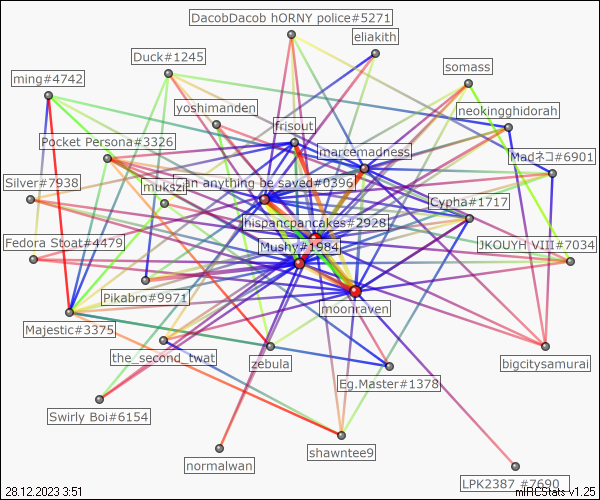 DacobDacob hORNY police#5271
eliakith
Duck#1245
somass
ming#4742
yoshimanden
neokingghidorah
frisout
Pocket Persona#3326
marcemadness
Madネコ#6901
Silver#7938
mukszi
an anything be saved#0396
Cypha#1717
hispancpancakes#2928
Fedora Stoat#4479
Mushy#1984
JKOUYH VIII#7034
Pikabro#9971
moonraven
Majestic#3375
the_second_twat
zebula
bigcitysamurai
Eg.Master#1378
Swirly Boi#6154
shawntee9
normalwan
LPK2387 #7690
28.12.2023 3:51
mIRCStats v1.25